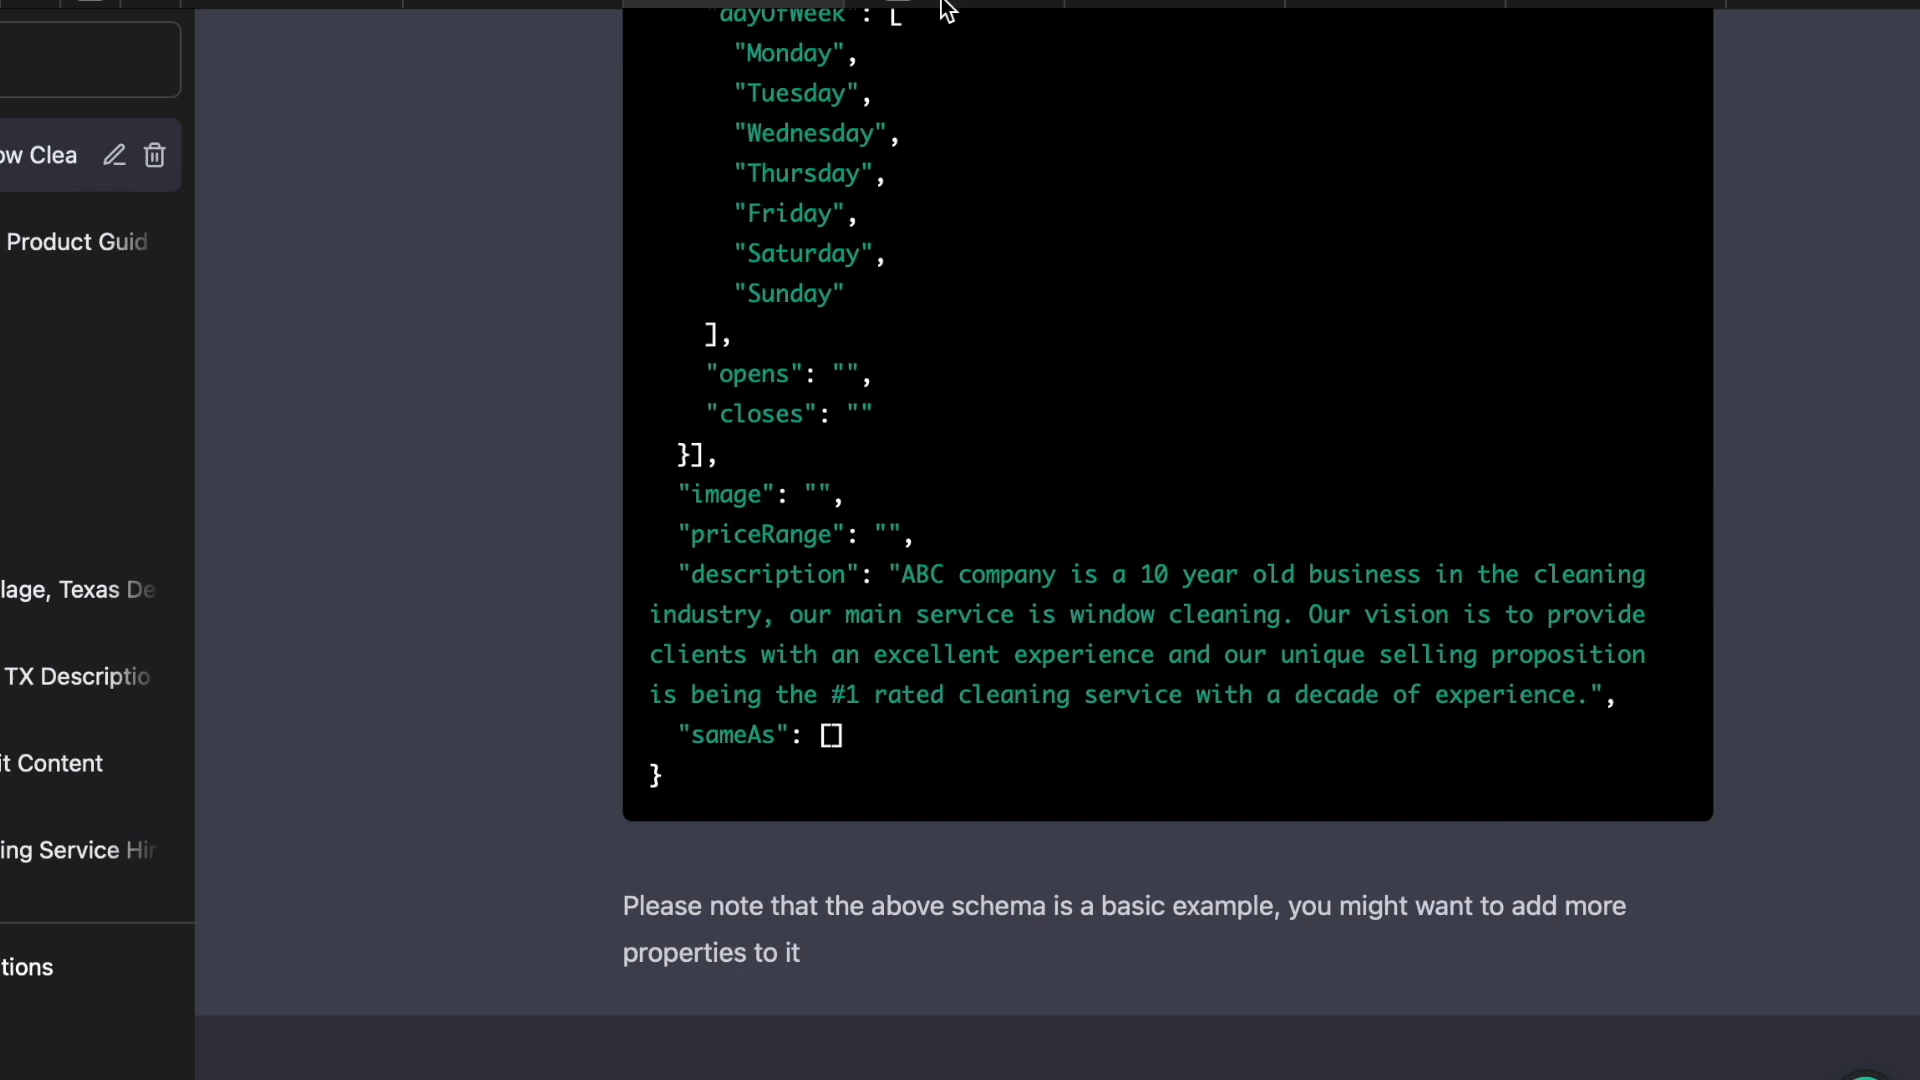 "dayOfWeek": [
"Monday",
"Tuesday",
"Wednesday",
"Thursday",
"Friday",
"Saturday",
"Sunday"
],
"opens": "",
"closes": ""
}],
"image": "",
"priceRange": "",
"description": "ABC company is a 10 year old business in the cleaning
industry, our main service is window cleaning. Our vision is to provide
clients with an excellent experience and our unique selling proposition
is being the #1 rated cleaning service with a decade of experience.",
"sameAs": []
}
Please note that the above schema is a basic example, you might want to add more
properties to it
ow Clea
Product Guid
lage, Texas De
TX Descriptio
it Content
ing Service Hir
tions